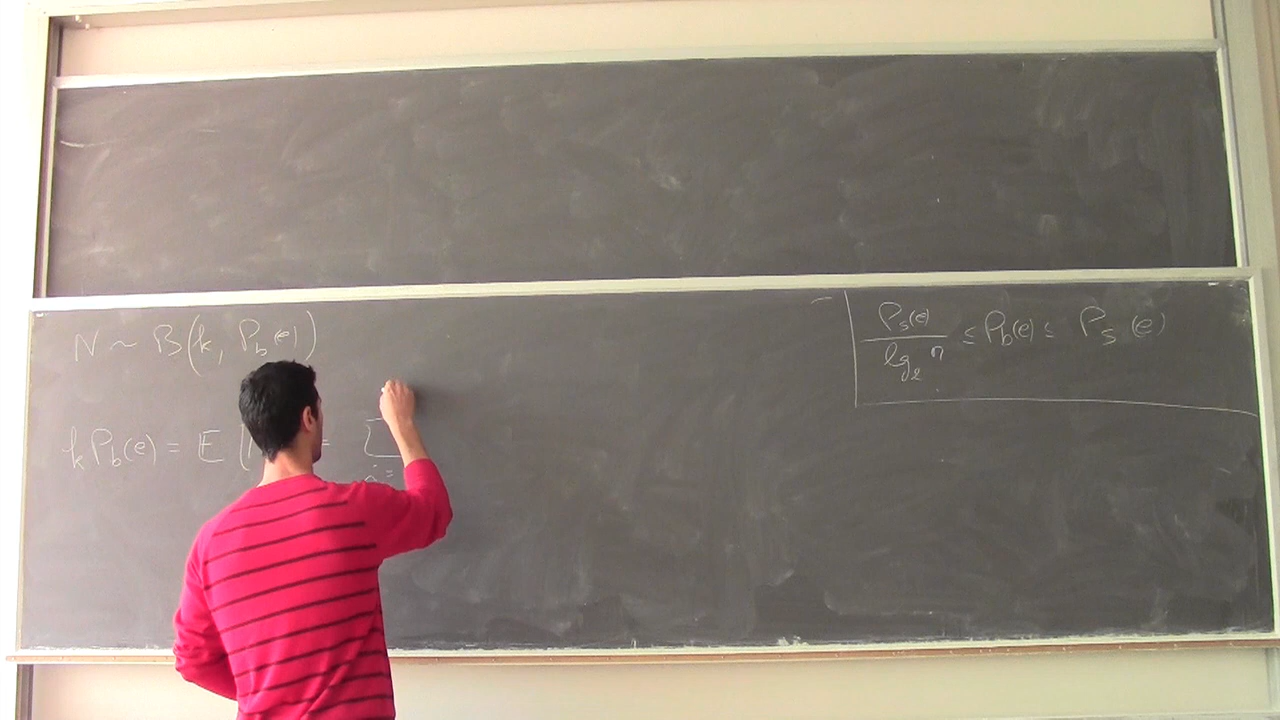 N ~ B(k, P_b(e))
k P_b(e) = E [ = Σ
P_s(e) / lg_2 n ≤ P_b(e) ≤ P_s(e)